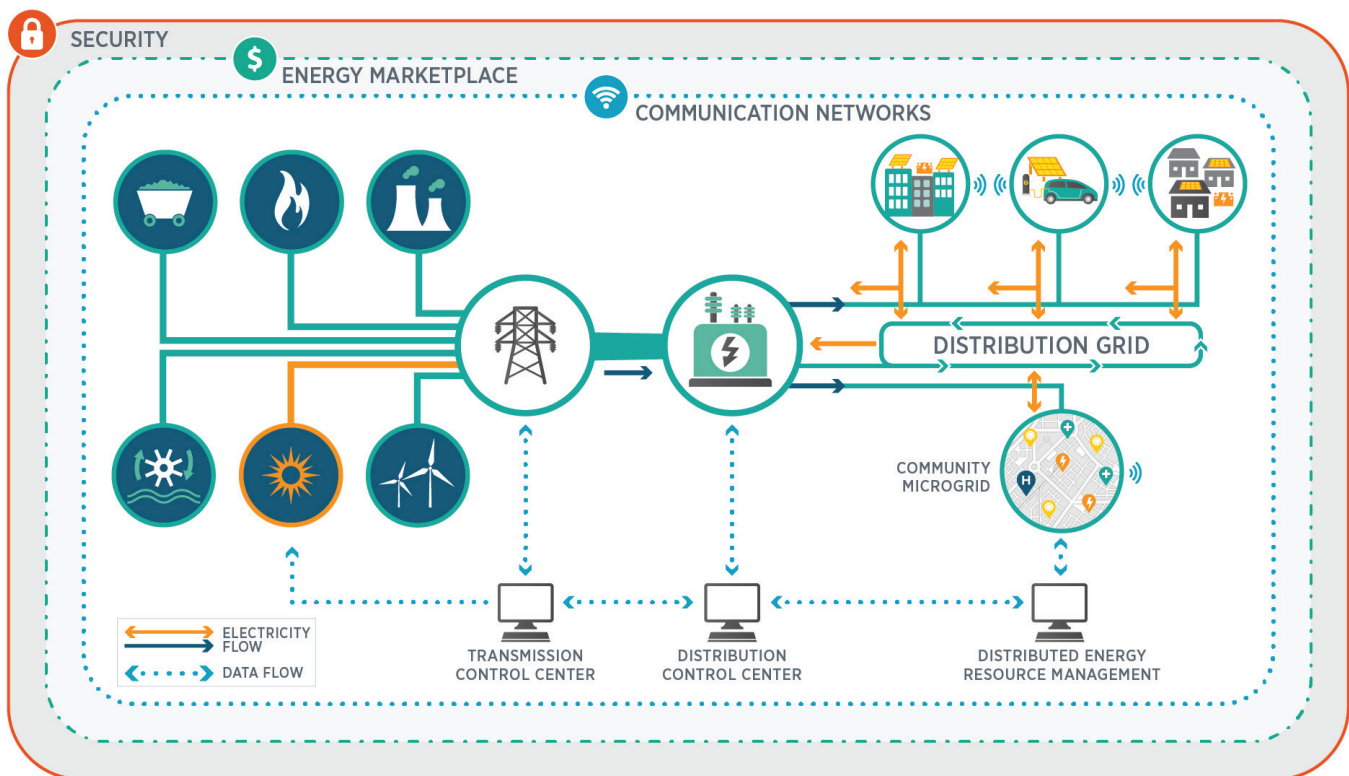 SECURITY
$
ENERGY MARKETPLACE
COMMUNICATION NETWORKS
DISTRIBUTION GRID
COMMUNITY
MICROGRID
H
ELECTRICITY
FLOW
DATA FLOW
TRANSMISSION
CONTROL CENTER
DISTRIBUTION
CONTROL CENTER
DISTRIBUTED ENERGY
RESOURCE MANAGEMENT